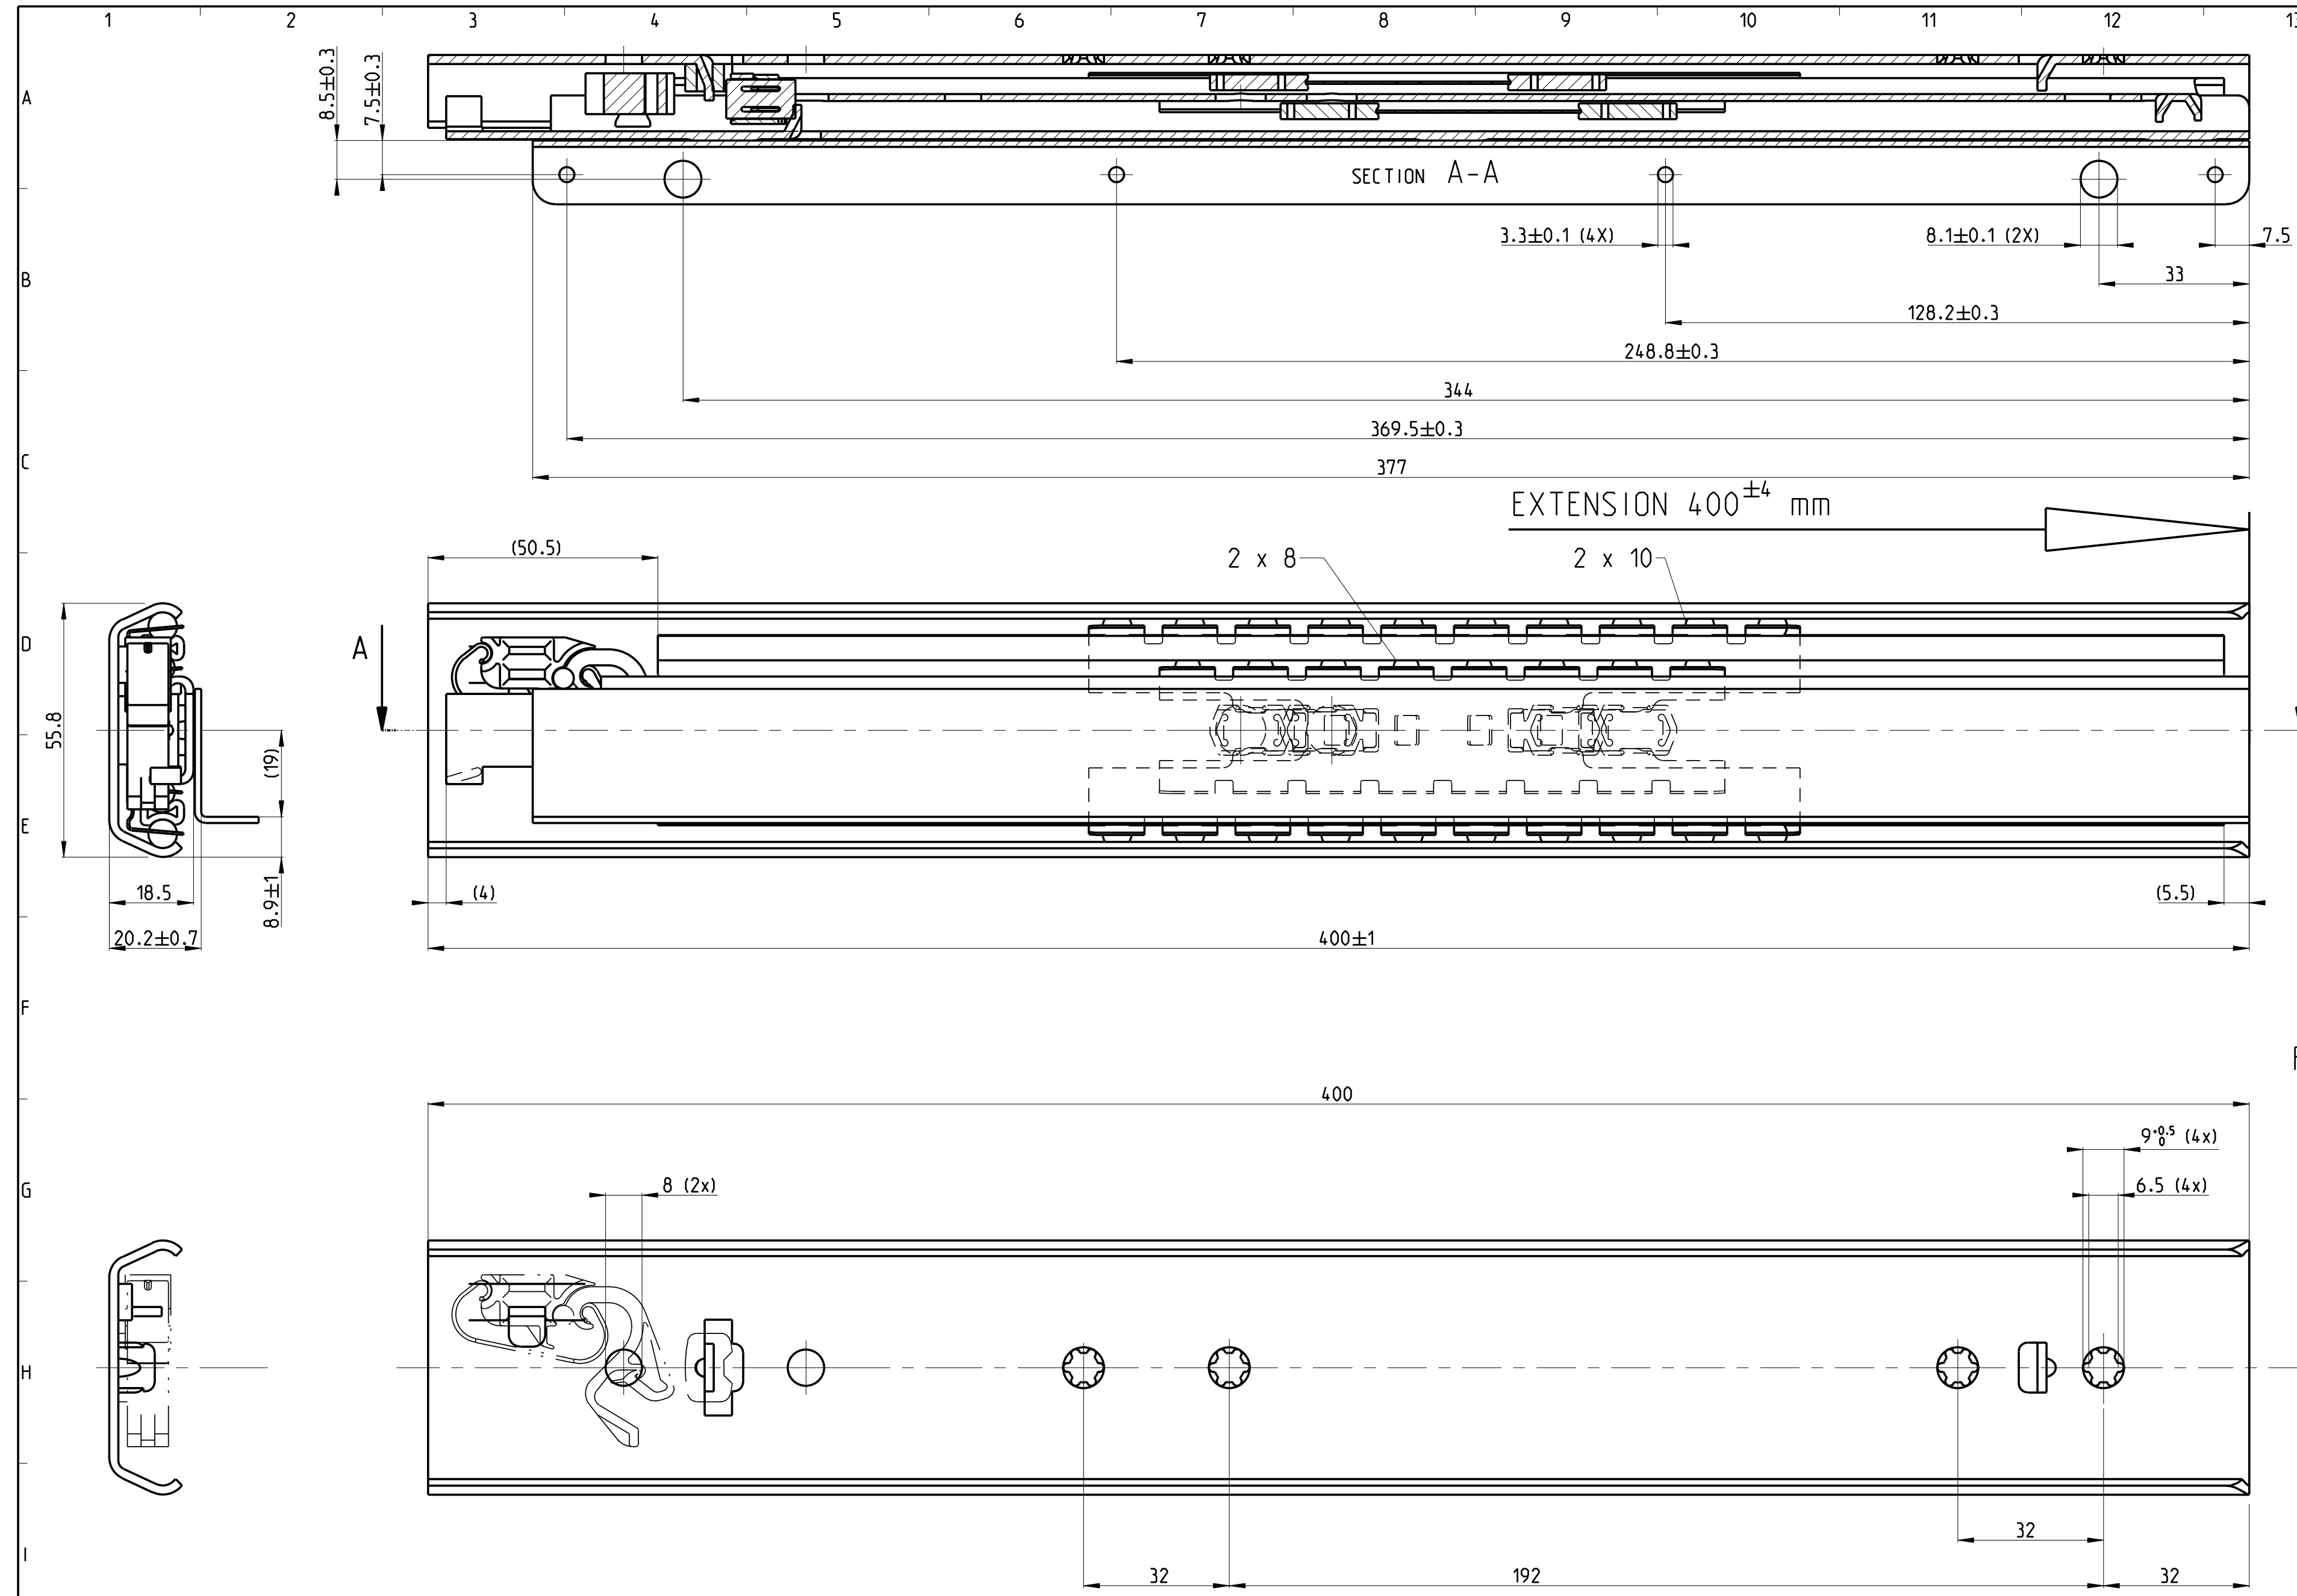 1 2 3 4 5 6 7 8 9 10 11 12
A
8.5±0.3
7.5±0.3
SECTION A-A
3.3±0.1 (4X)
8.1±0.1 (2X)
7.5
B
33
128.2±0.3
248.8±0.3
344
C
369.5±0.3
377
EXTENSION 400±4 mm
(50.5)
2 x 8
2 x 10
D
A
55.8
(19)
E
8.9±1
18.5
(4)
(5.5)
20.2±0.7
400±1
F
400
9+0.5 0 (4x)
G
8 (2x)
6.5 (4x)
H
I
32
32
192
32